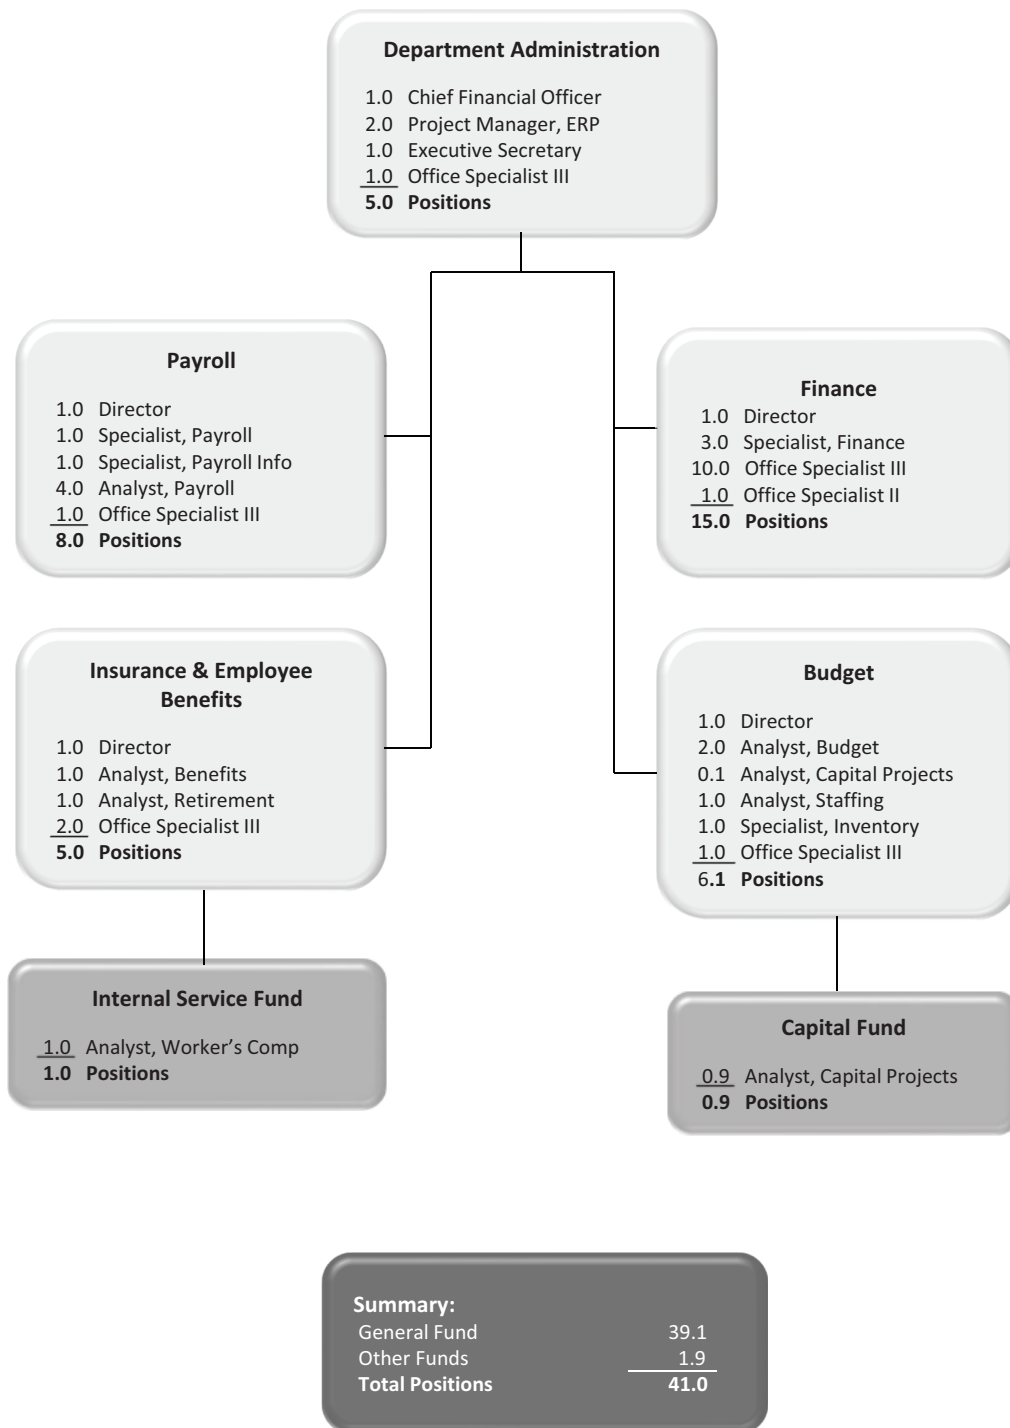 Department Administration
1.0 Chief Financial Officer
2.0 Project Manager, ERP
1.0 Executive Secretary
1.0 Office Specialist III
5.0 Positions
Payroll
1.0 Director
1.0 Specialist, Payroll
1.0 Specialist, Payroll Info
4.0 Analyst, Payroll
1.0 Office Specialist III
8.0 Positions
Finance
1.0 Director
3.0 Specialist, Finance
10.0 Office Specialist III
1.0 Office Specialist II
15.0 Positions
Insurance & Employee
Benefits
1.0 Director
1.0 Analyst, Benefits
1.0 Analyst, Retirement
2.0 Office Specialist III
5.0 Positions
Budget
1.0 Director
2.0 Analyst, Budget
0.1 Analyst, Capital Projects
1.0 Analyst, Staffing
1.0 Specialist, Inventory
1.0 Office Specialist III
6.1 Positions
Internal Service Fund
1.0 Analyst, Worker’s Comp
1.0 Positions
Capital Fund
0.9 Analyst, Capital Projects
0.9 Positions
Summary:
General Fund 39.1
Other Funds 1.9
Total Positions 41.0